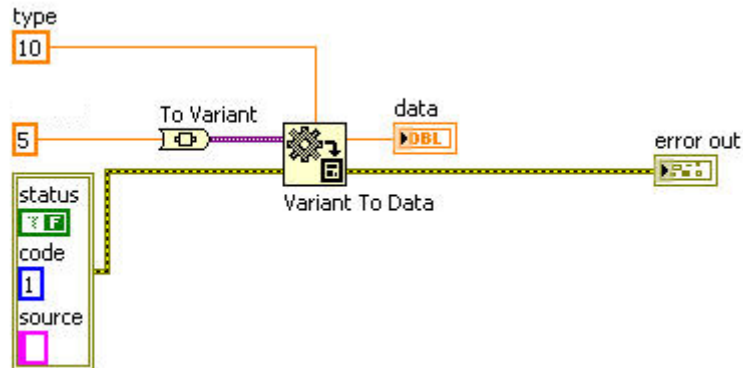 type
10
To Variant
data
5
DBL
error out
status
F
Variant To Data
code
1
source